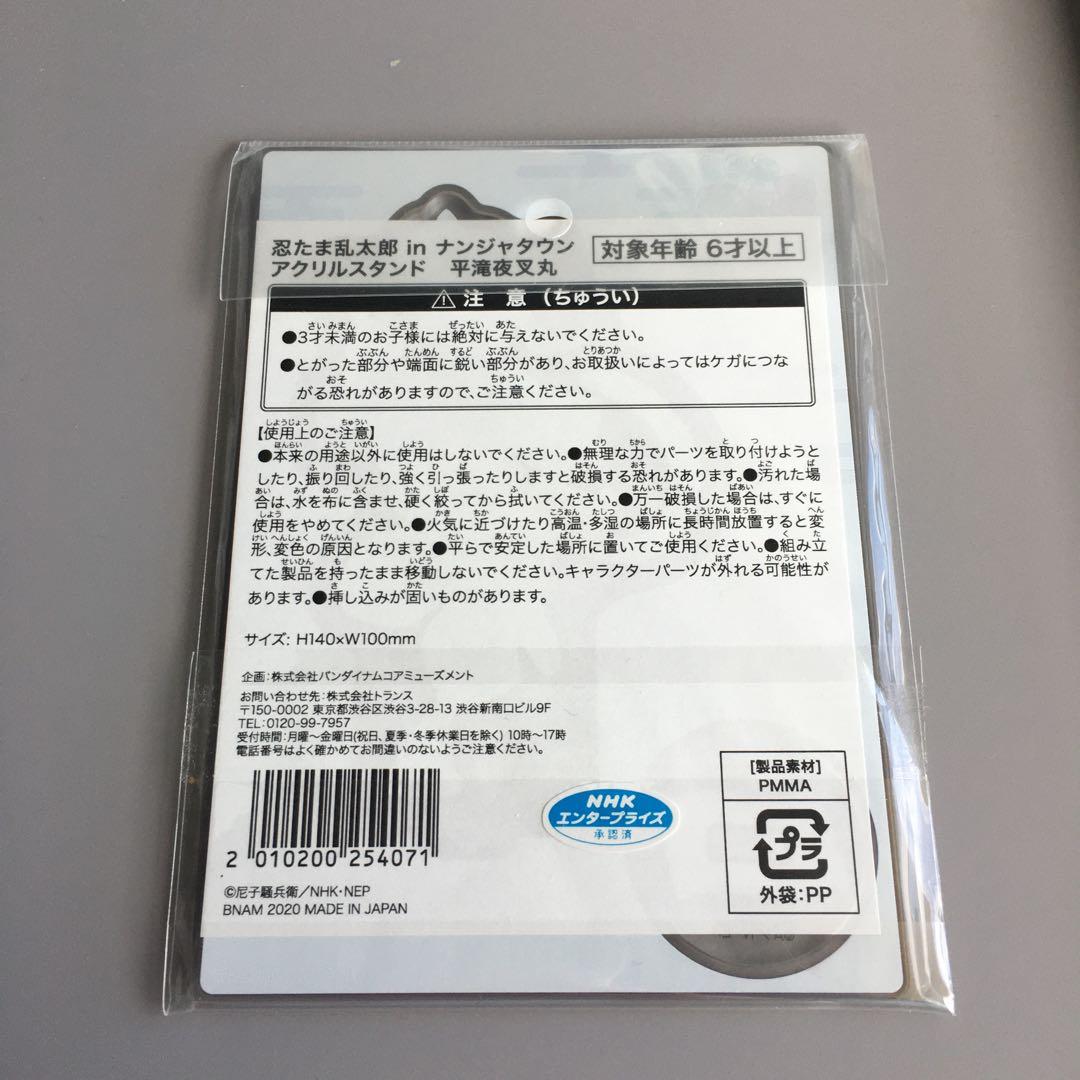 忍たま乱太郎 in ナンジャタウン
アクリルスタンド 平滝夜叉丸
対象年齢 6才以上
⚠注 意(ちゅうい)
●3才未満のお子様には絶対に与えないでください。
●とがった部分や端面に鋭い部分があり、お取扱いによってはケガにつな
がる恐れがありますので、ご注意ください。
【使用上のご注意】
●本来の用途以外に使用はしないでください。●無理な力でパーツを取り付けようと
したり、振り回したり、強く引っ張ったりしますと破損する恐れがあります。●汚れた場
合は、水を布に含ませ、硬く絞ってから拭いてください。●万一破損した場合は、すぐに
使用をやめてください。●火気に近づけたり高温・多湿の場所に長時間放置すると変
形、変色の原因となります。●平らで安定した場所に置いてご使用ください。●組み立
てた製品を持ったまま移動しないでください。キャラクターパーツが外れる可能性が
あります。●挿し込みが固いものがあります。
サイズ: H140×W100mm
企画:株式会社バンダイナムコアミューズメント
お問い合わせ先:株式会社トランス
〒150-0002 東京都渋谷区渋谷3-28-13 渋谷新南口ビル9F
TEL:0120-99-7957
受付時間:月曜～金曜日(祝日、夏季・冬季休業日を除く) 10時～17時
電話番号はよく確かめてお間違いのないようご注意ください。
2 010200 254071
©尼子騒兵衛/NHK・NEP
BNAM 2020 MADE IN JAPAN
NHK
エンタープライズ
承認済
[製品素材]
PMMA
プラ
外袋:PP